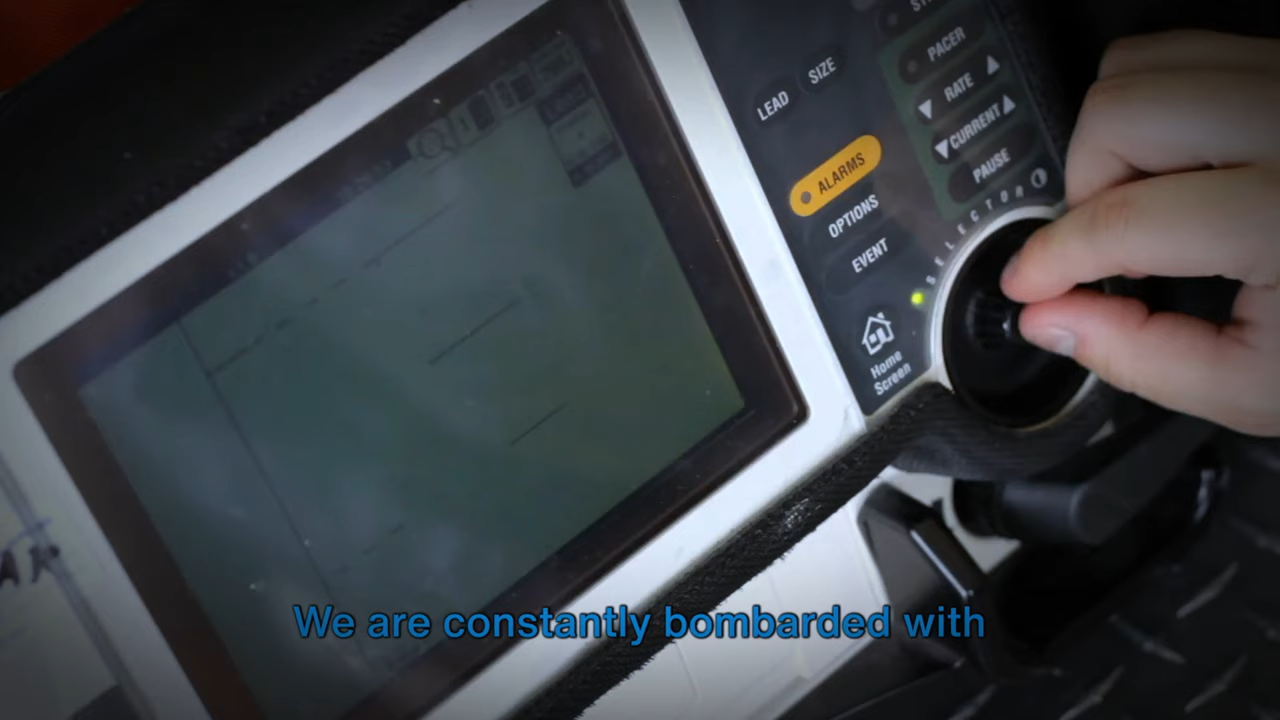 PACER
SIZE
LEAD
RATE
CURRENT
ALARMS
PAUSE
OPTIONS
SELECTOR
EVENT
Home
Screen
We are constantly bombarded with